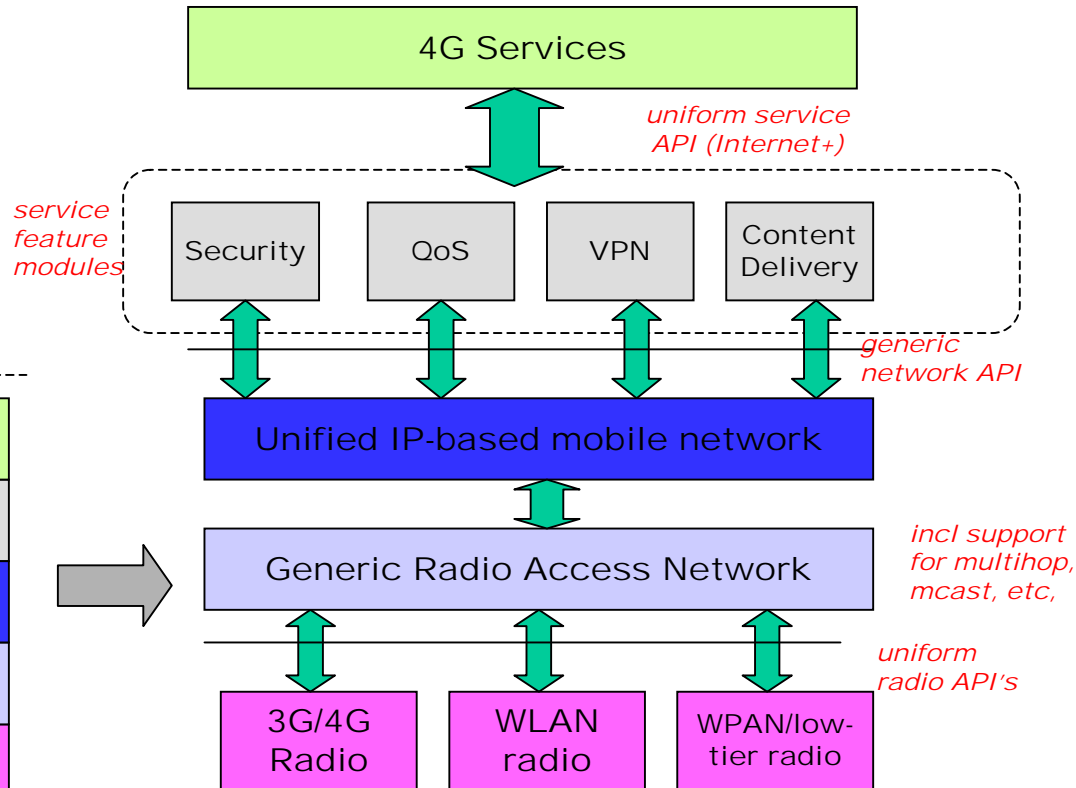 4G Services
uniform service
API (Internet+)
service
feature
modules
Security
QoS
VPN
Content
Delivery
generic
network API
Unified IP-based mobile network
Generic Radio Access Network
incl support
for multihop,
mcast, etc,
uniform
radio API's
3G/4G
Radio
WLAN
radio
WPAN/low-
tier radio